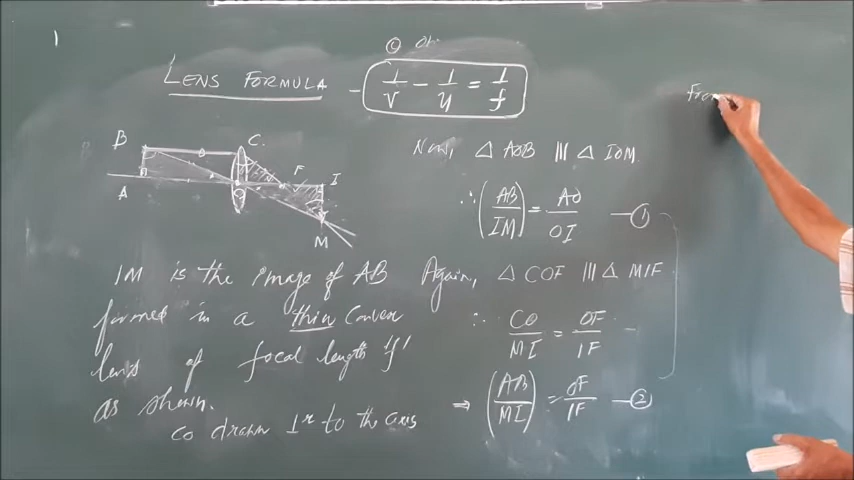 1
©
LENS FORMULA - 1/v - 1/u = 1/f
B
C
F
I
A
O
M
Now, △ AOB ||| △ IOM
∴ (AB/IM) = AO/OI —①
IM is the image of AB
formed in a thin convex
lens of focal length 'f'
as shown.
CO drawn ⊥r to the axis
Again, △ COF ||| △ MIF
∴ CO/MI = OF/IF -
⇒ (AB/MI) = OF/IF —②
From